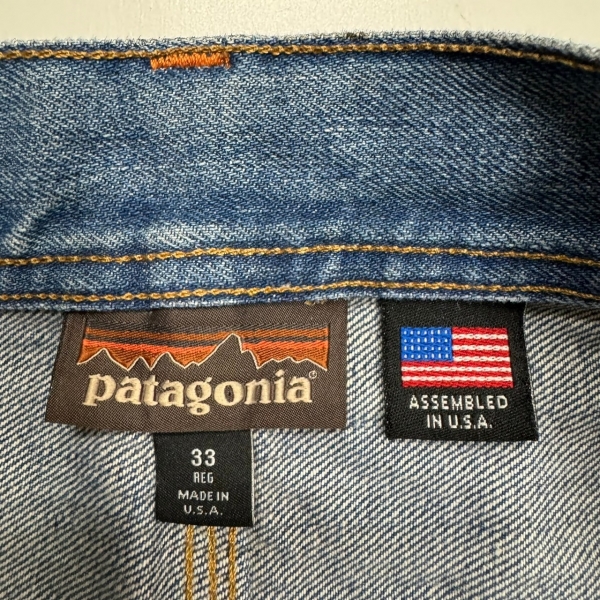 patagonia®
33
REG
MADE IN
U.S.A.
ASSEMBLED
IN U.S.A.